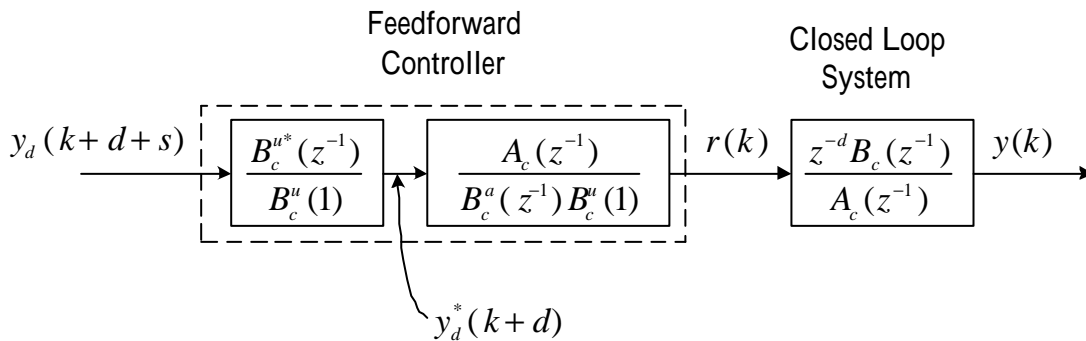 Feedforward
Controller
Closed Loop
System
y_d(k+d+s)
B_c^{u*}(z^{-1})
B_c^u(1)
A_c(z^{-1})
B_c^a(z^{-1})B_c^u(1)
r(k)
z^{-d}B_c(z^{-1})
A_c(z^{-1})
y(k)
y_d^*(k+d)